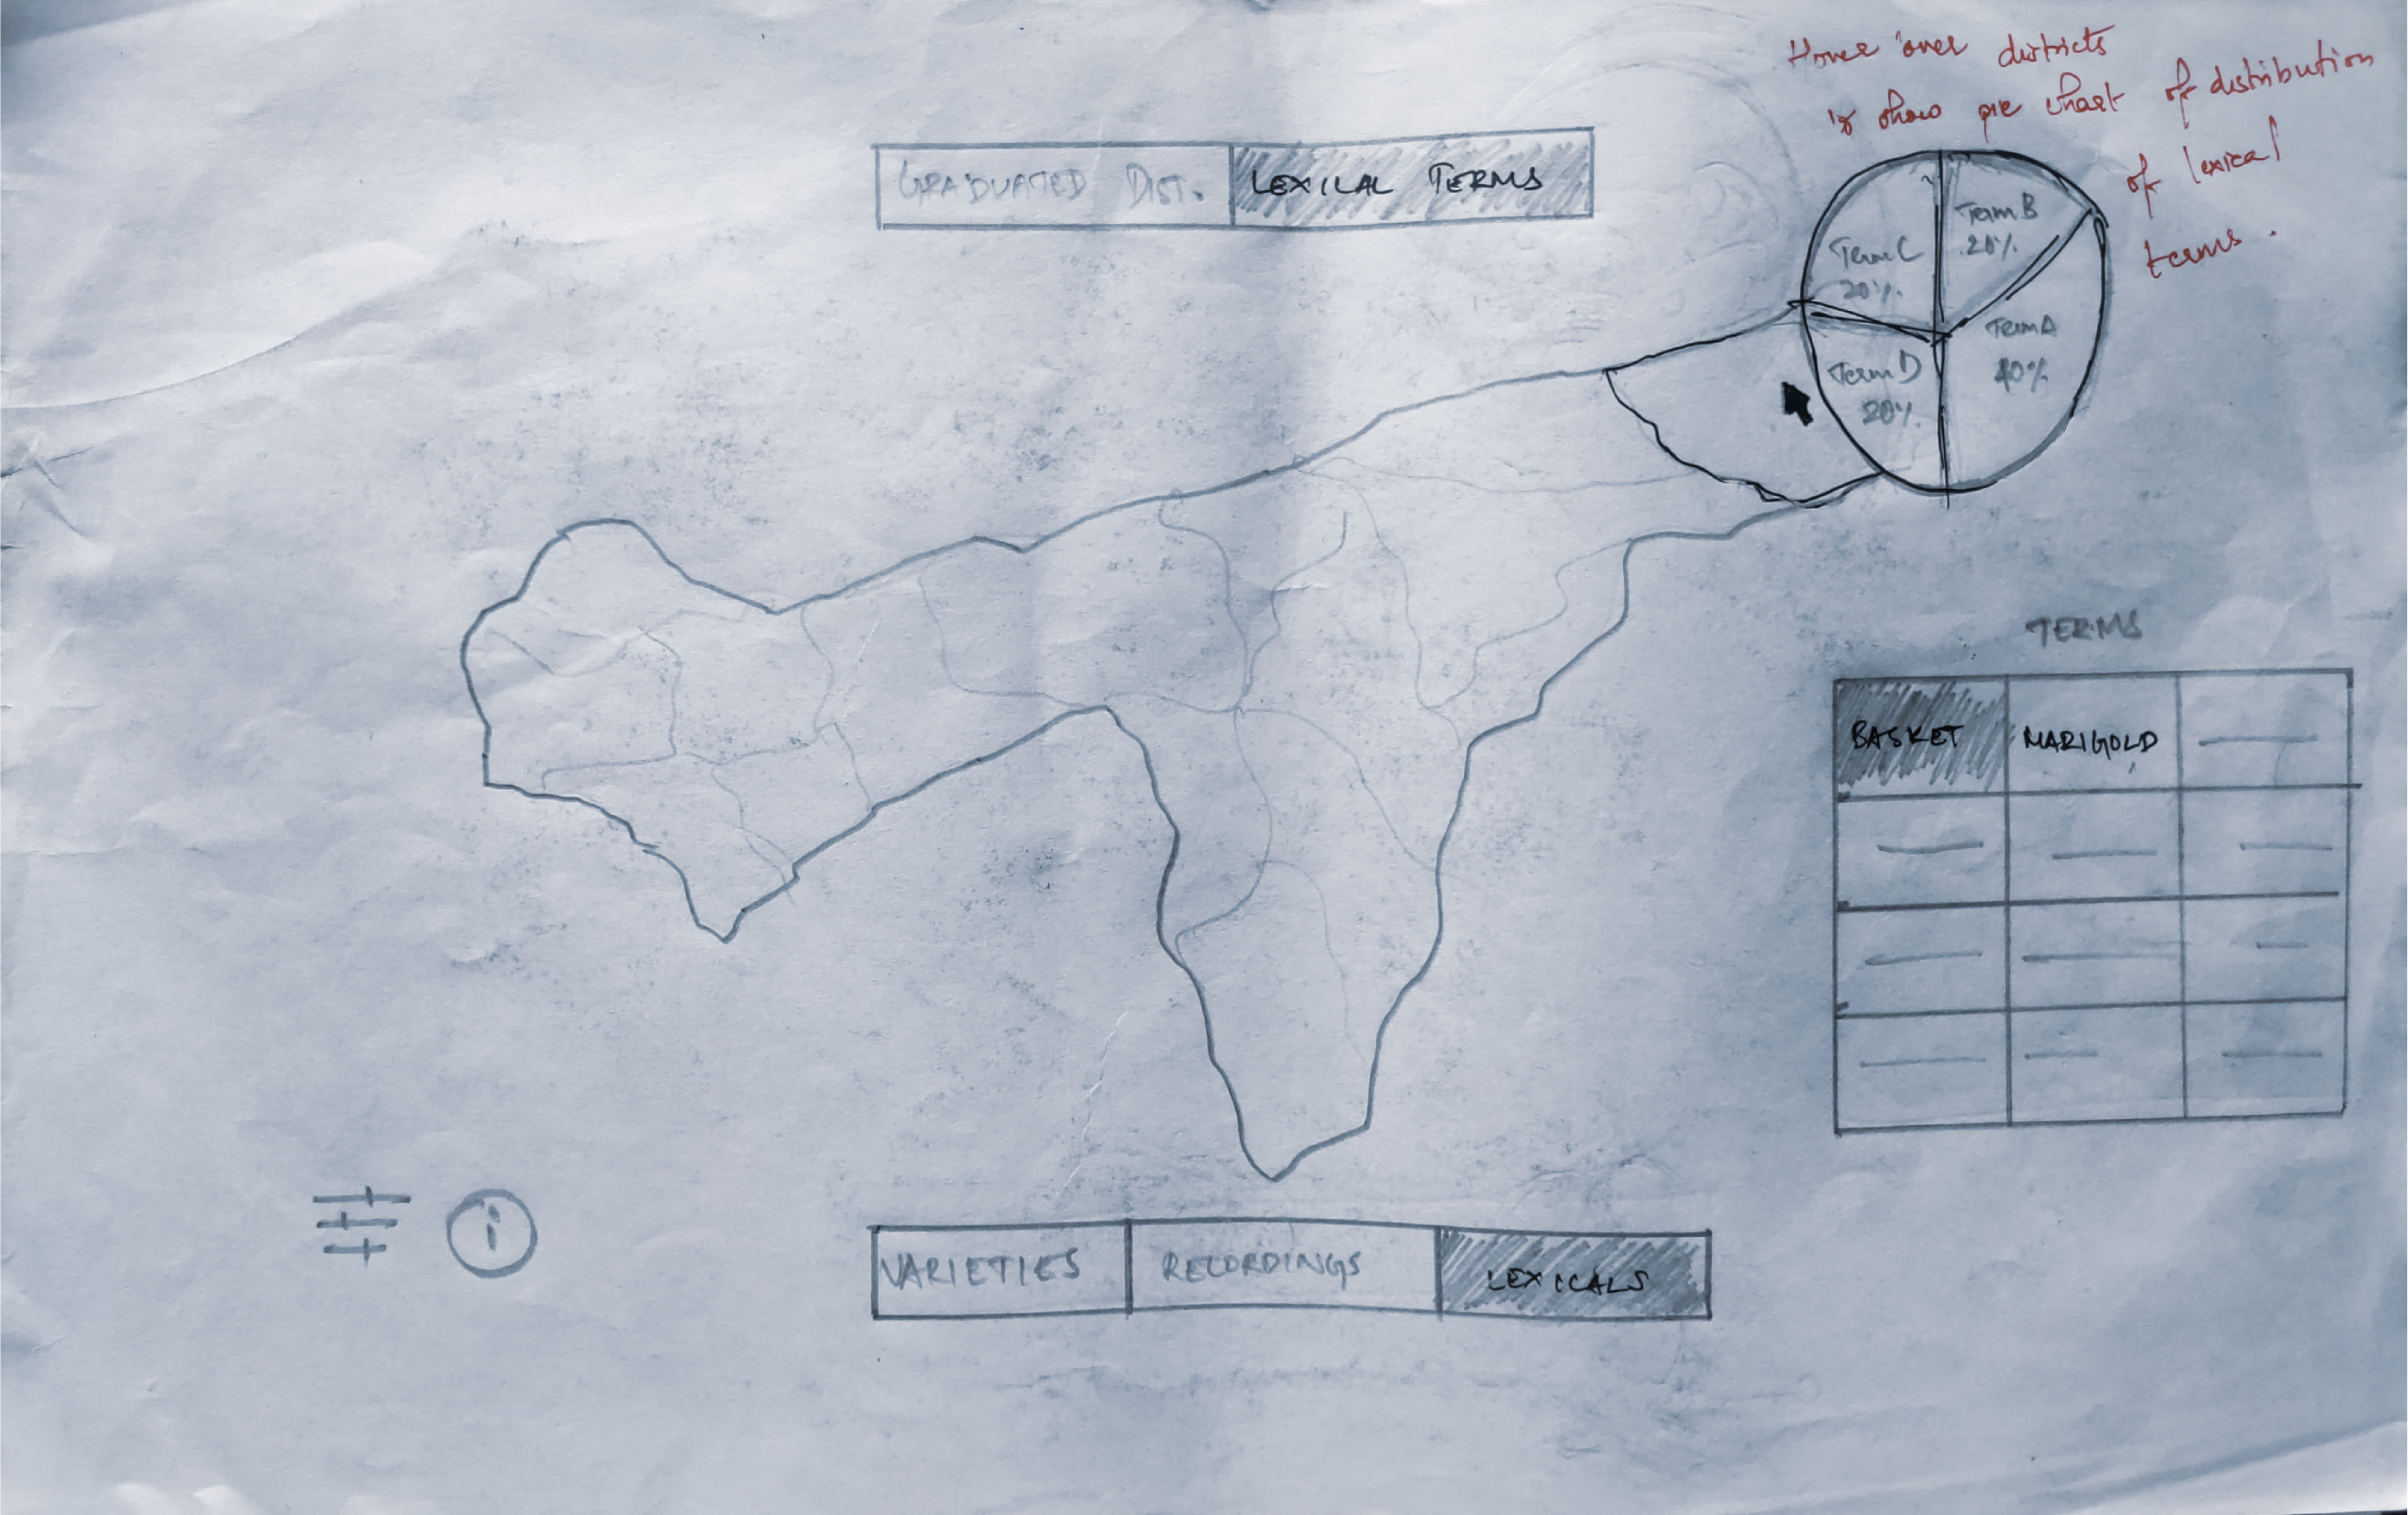 Hover over districts
to show pie chart of distribution
of lexical
terms.
GRADUATED DIST. LEXICAL TERMS
Term B
20%
Term C
20%
Term A
40%
Term D
20%
TERMS
BASKET MARIGOLD
i
VARIETIES RECORDINGS LEXICALS